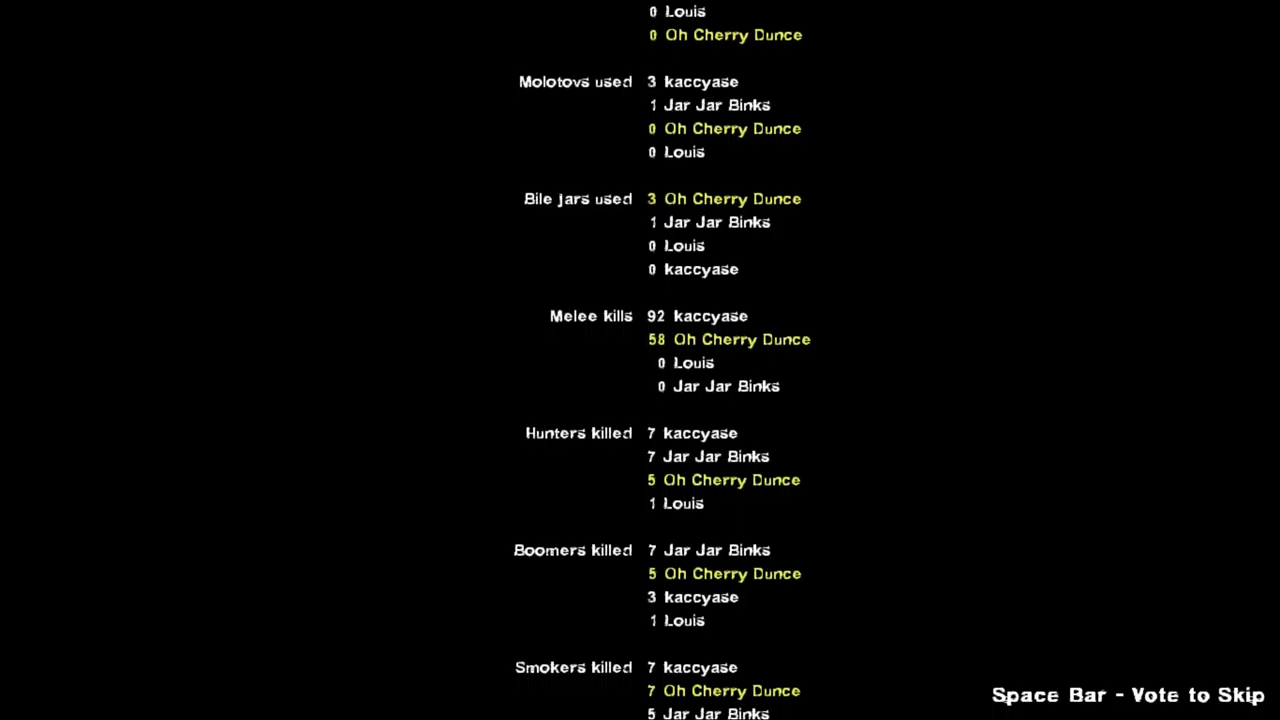 0 Louis
0 Oh Cherry Dunce
Molotovs used 3 kaccyase
1 Jar Jar Binks
0 Oh Cherry Dunce
0 Louis
Bile jars used 3 Oh Cherry Dunce
1 Jar Jar Binks
0 Louis
0 kaccyase
Melee kills 92 kaccyase
58 Oh Cherry Dunce
0 Louis
0 Jar Jar Binks
Hunters killed 7 kaccyase
7 Jar Jar Binks
5 Oh Cherry Dunce
1 Louis
Boomers killed 7 Jar Jar Binks
5 Oh Cherry Dunce
3 kaccyase
1 Louis
Smokers killed 7 kaccyase
7 Oh Cherry Dunce
5 Jar Jar Binks
Space Bar - Vote to Skip